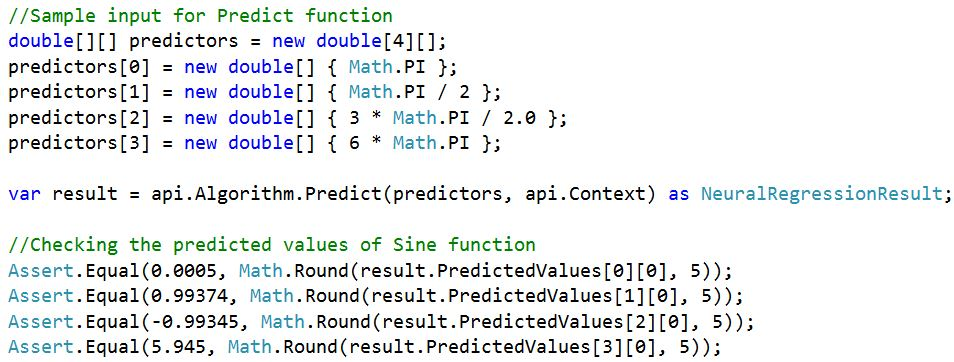 //Sample input for Predict function
double[][] predictors = new double[4][];
predictors[0] = new double[] { Math.PI };
predictors[1] = new double[] { Math.PI / 2 };
predictors[2] = new double[] { 3 * Math.PI / 2.0 };
predictors[3] = new double[] { 6 * Math.PI };
var result = api.Algorithm.Predict(predictors, api.Context) as NeuralRegressionResult;
//Checking the predicted values of Sine function
Assert.Equal(0.0005, Math.Round(result.PredictedValues[0][0], 5));
Assert.Equal(0.99374, Math.Round(result.PredictedValues[1][0], 5));
Assert.Equal(-0.99345, Math.Round(result.PredictedValues[2][0], 5));
Assert.Equal(5.945, Math.Round(result.PredictedValues[3][0], 5));